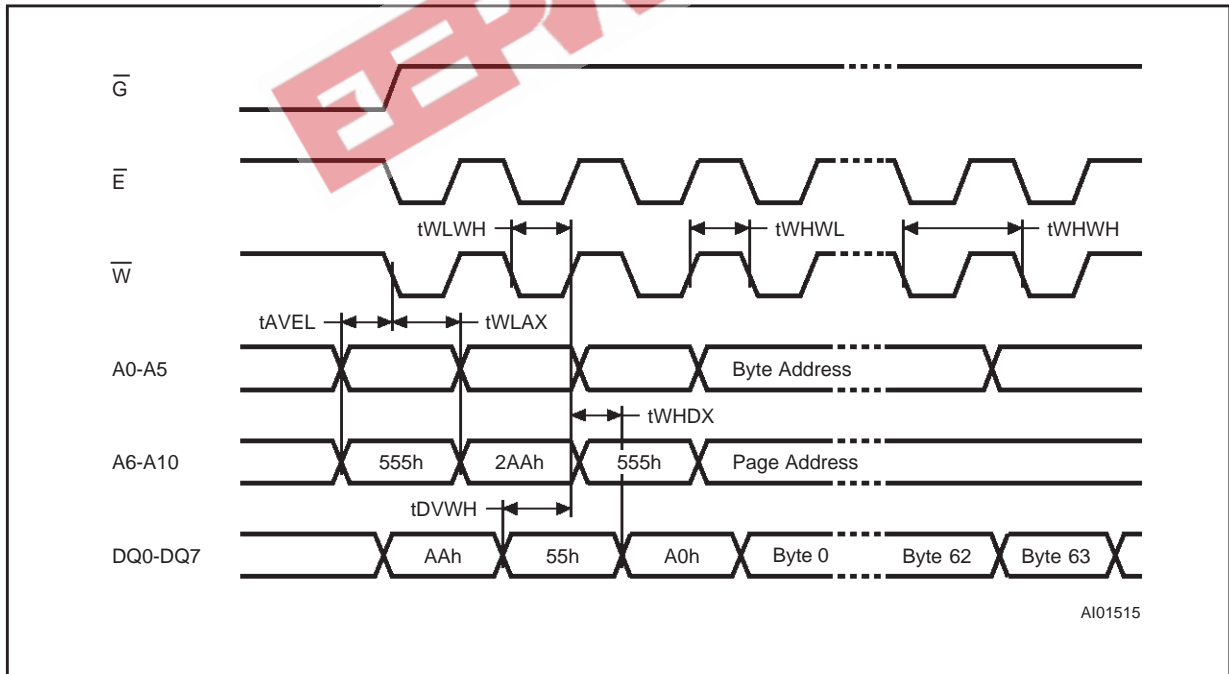 EEPW
G
E
tWLWH
tWHWL
tWHWH
W
tAVEL
tWLAX
A0-A5
Byte Address
tWHDX
A6-A10
555h
2AAh
555h
Page Address
tDVWH
DQ0-DQ7
AAh
55h
A0h
Byte 0
Byte 62
Byte 63
AI01515